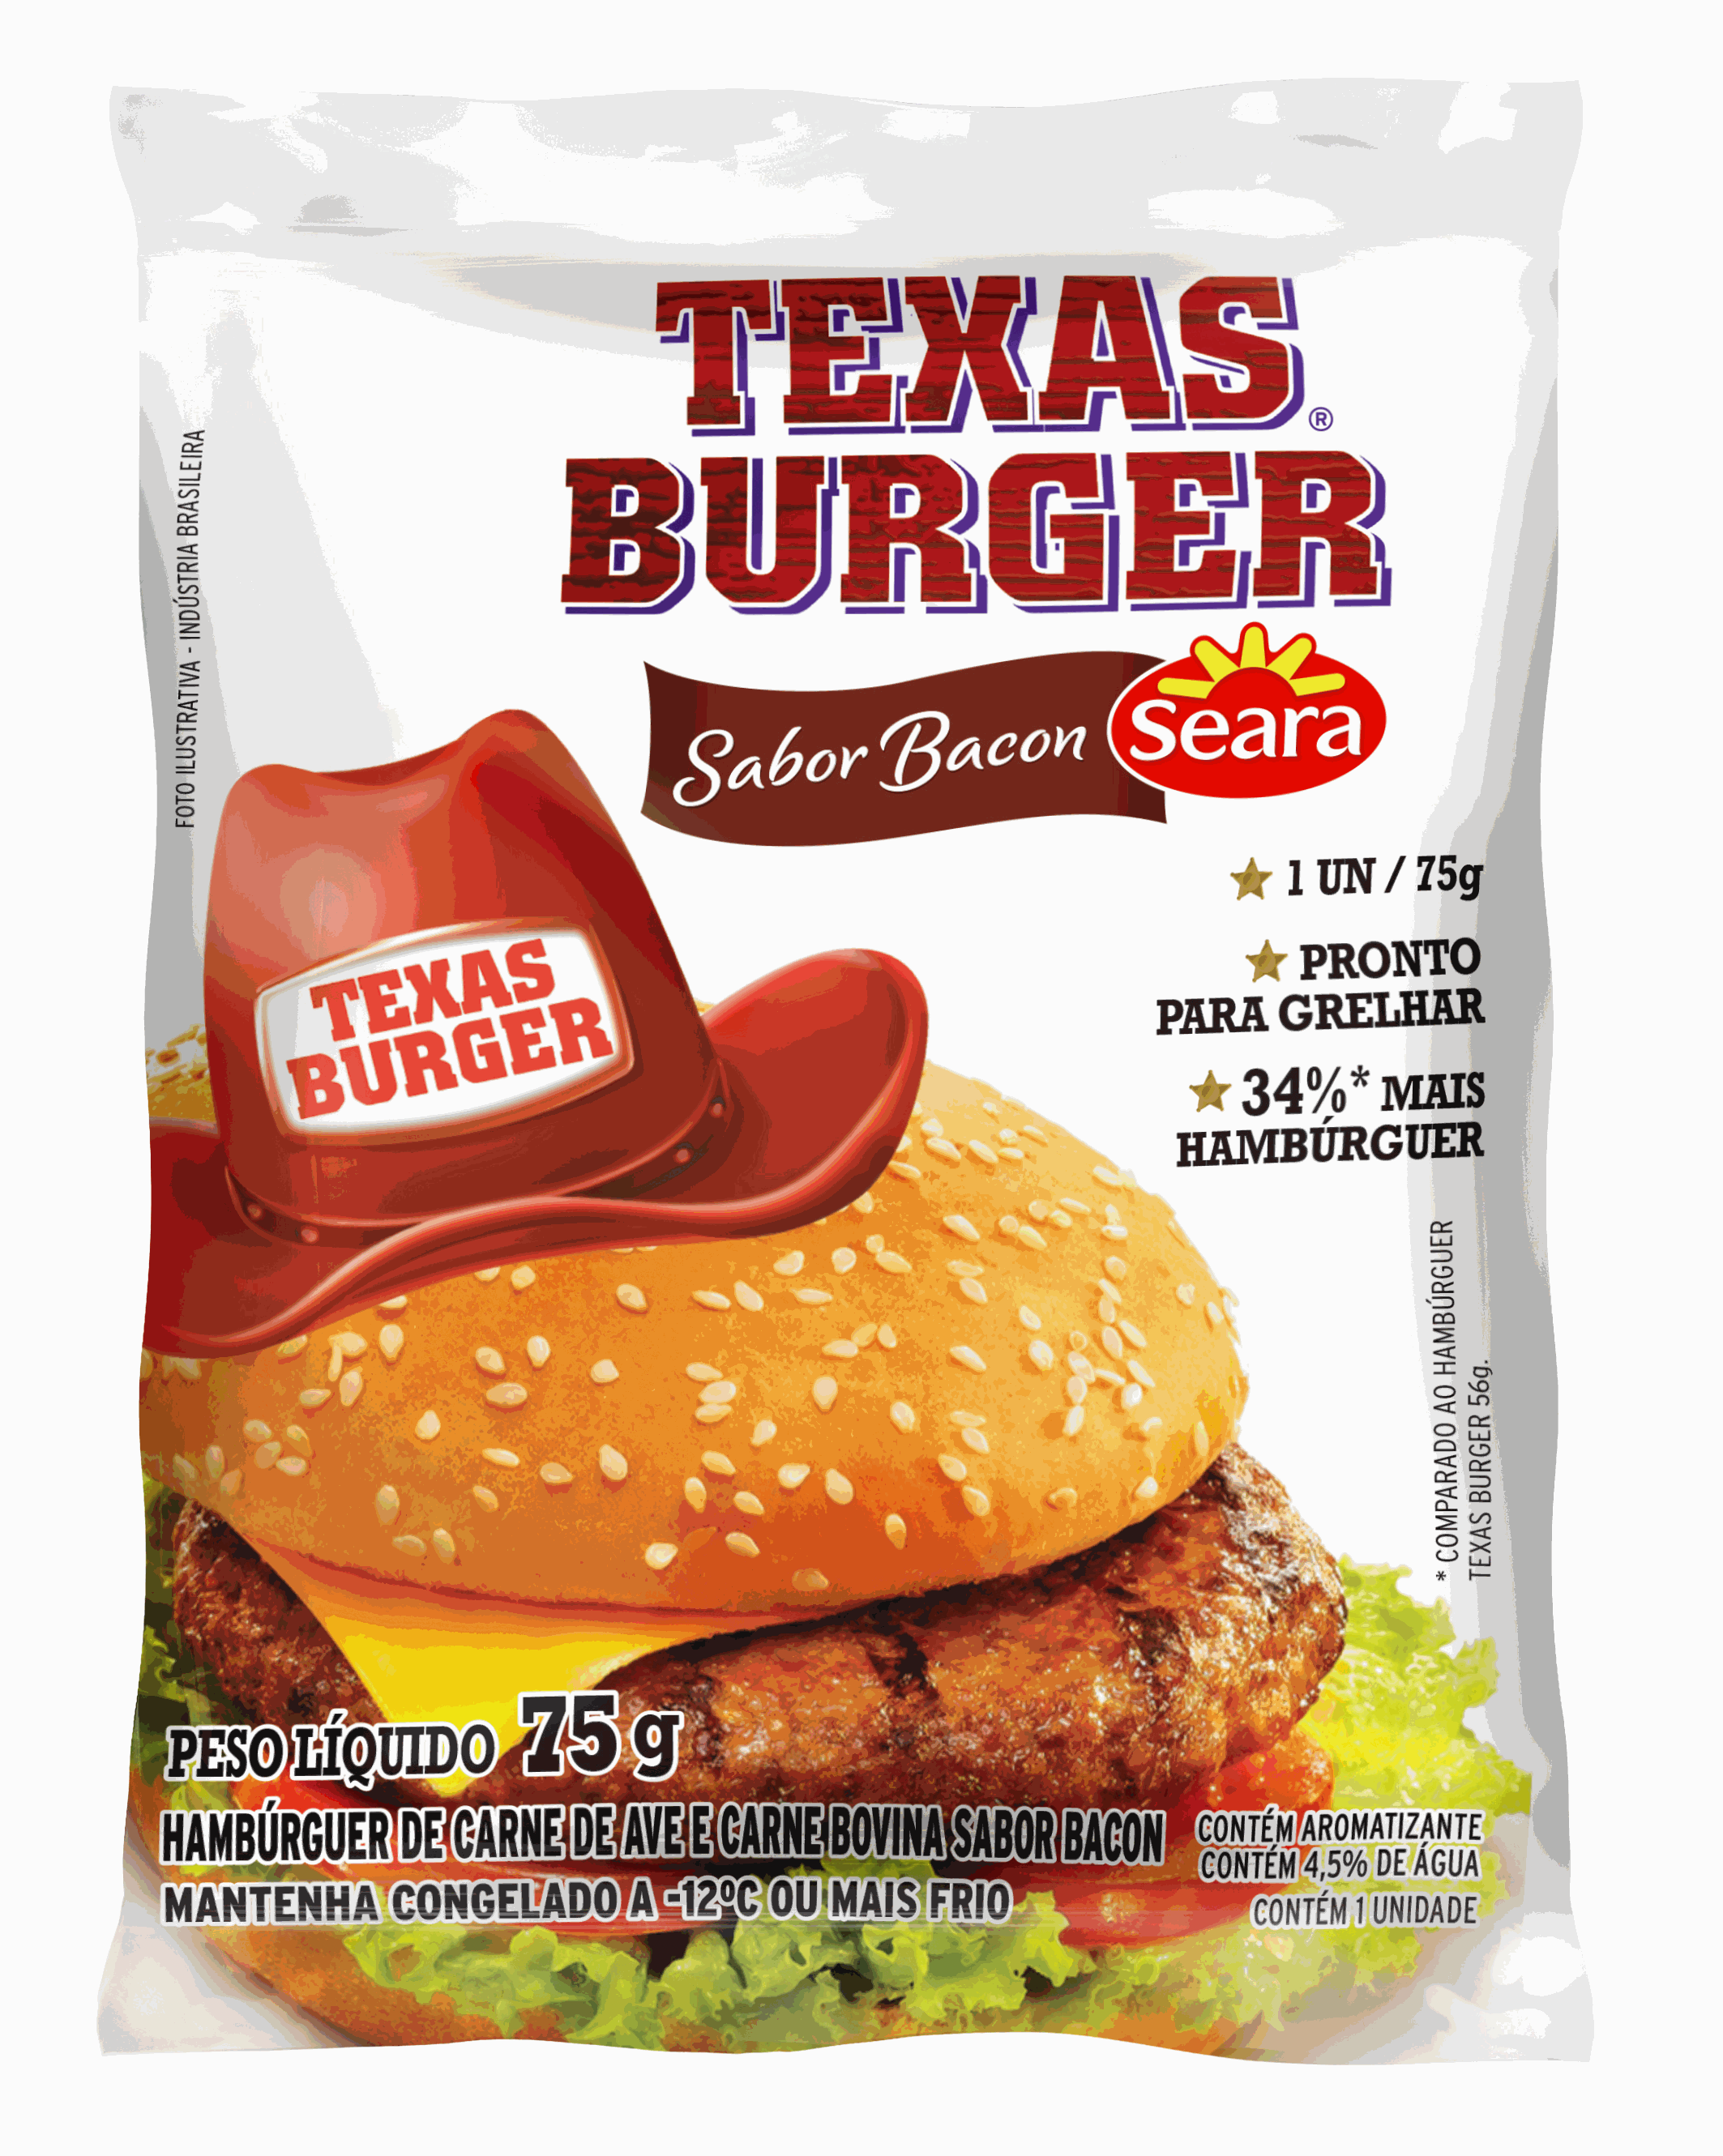 TEXAS
BURGER
®
Sabor Bacon
Seara
1 UN / 75g
PRONTO
PARA GRELHAR
34%* MAIS
HAMBÚRGUER
FOTO ILUSTRATIVA - INDÚSTRIA BRASILEIRA
TEXAS
BURGER
* COMPARADO AO HAMBÚRGUER
TEXAS BURGER 56g.
PESO LÍQUIDO 75 g
HAMBÚRGUER DE CARNE DE AVE E CARNE BOVINA SABOR BACON
MANTENHA CONGELADO A -12ºC OU MAIS FRIO
CONTÉM AROMATIZANTE
CONTÉM 4,5% DE ÁGUA
CONTÉM 1 UNIDADE